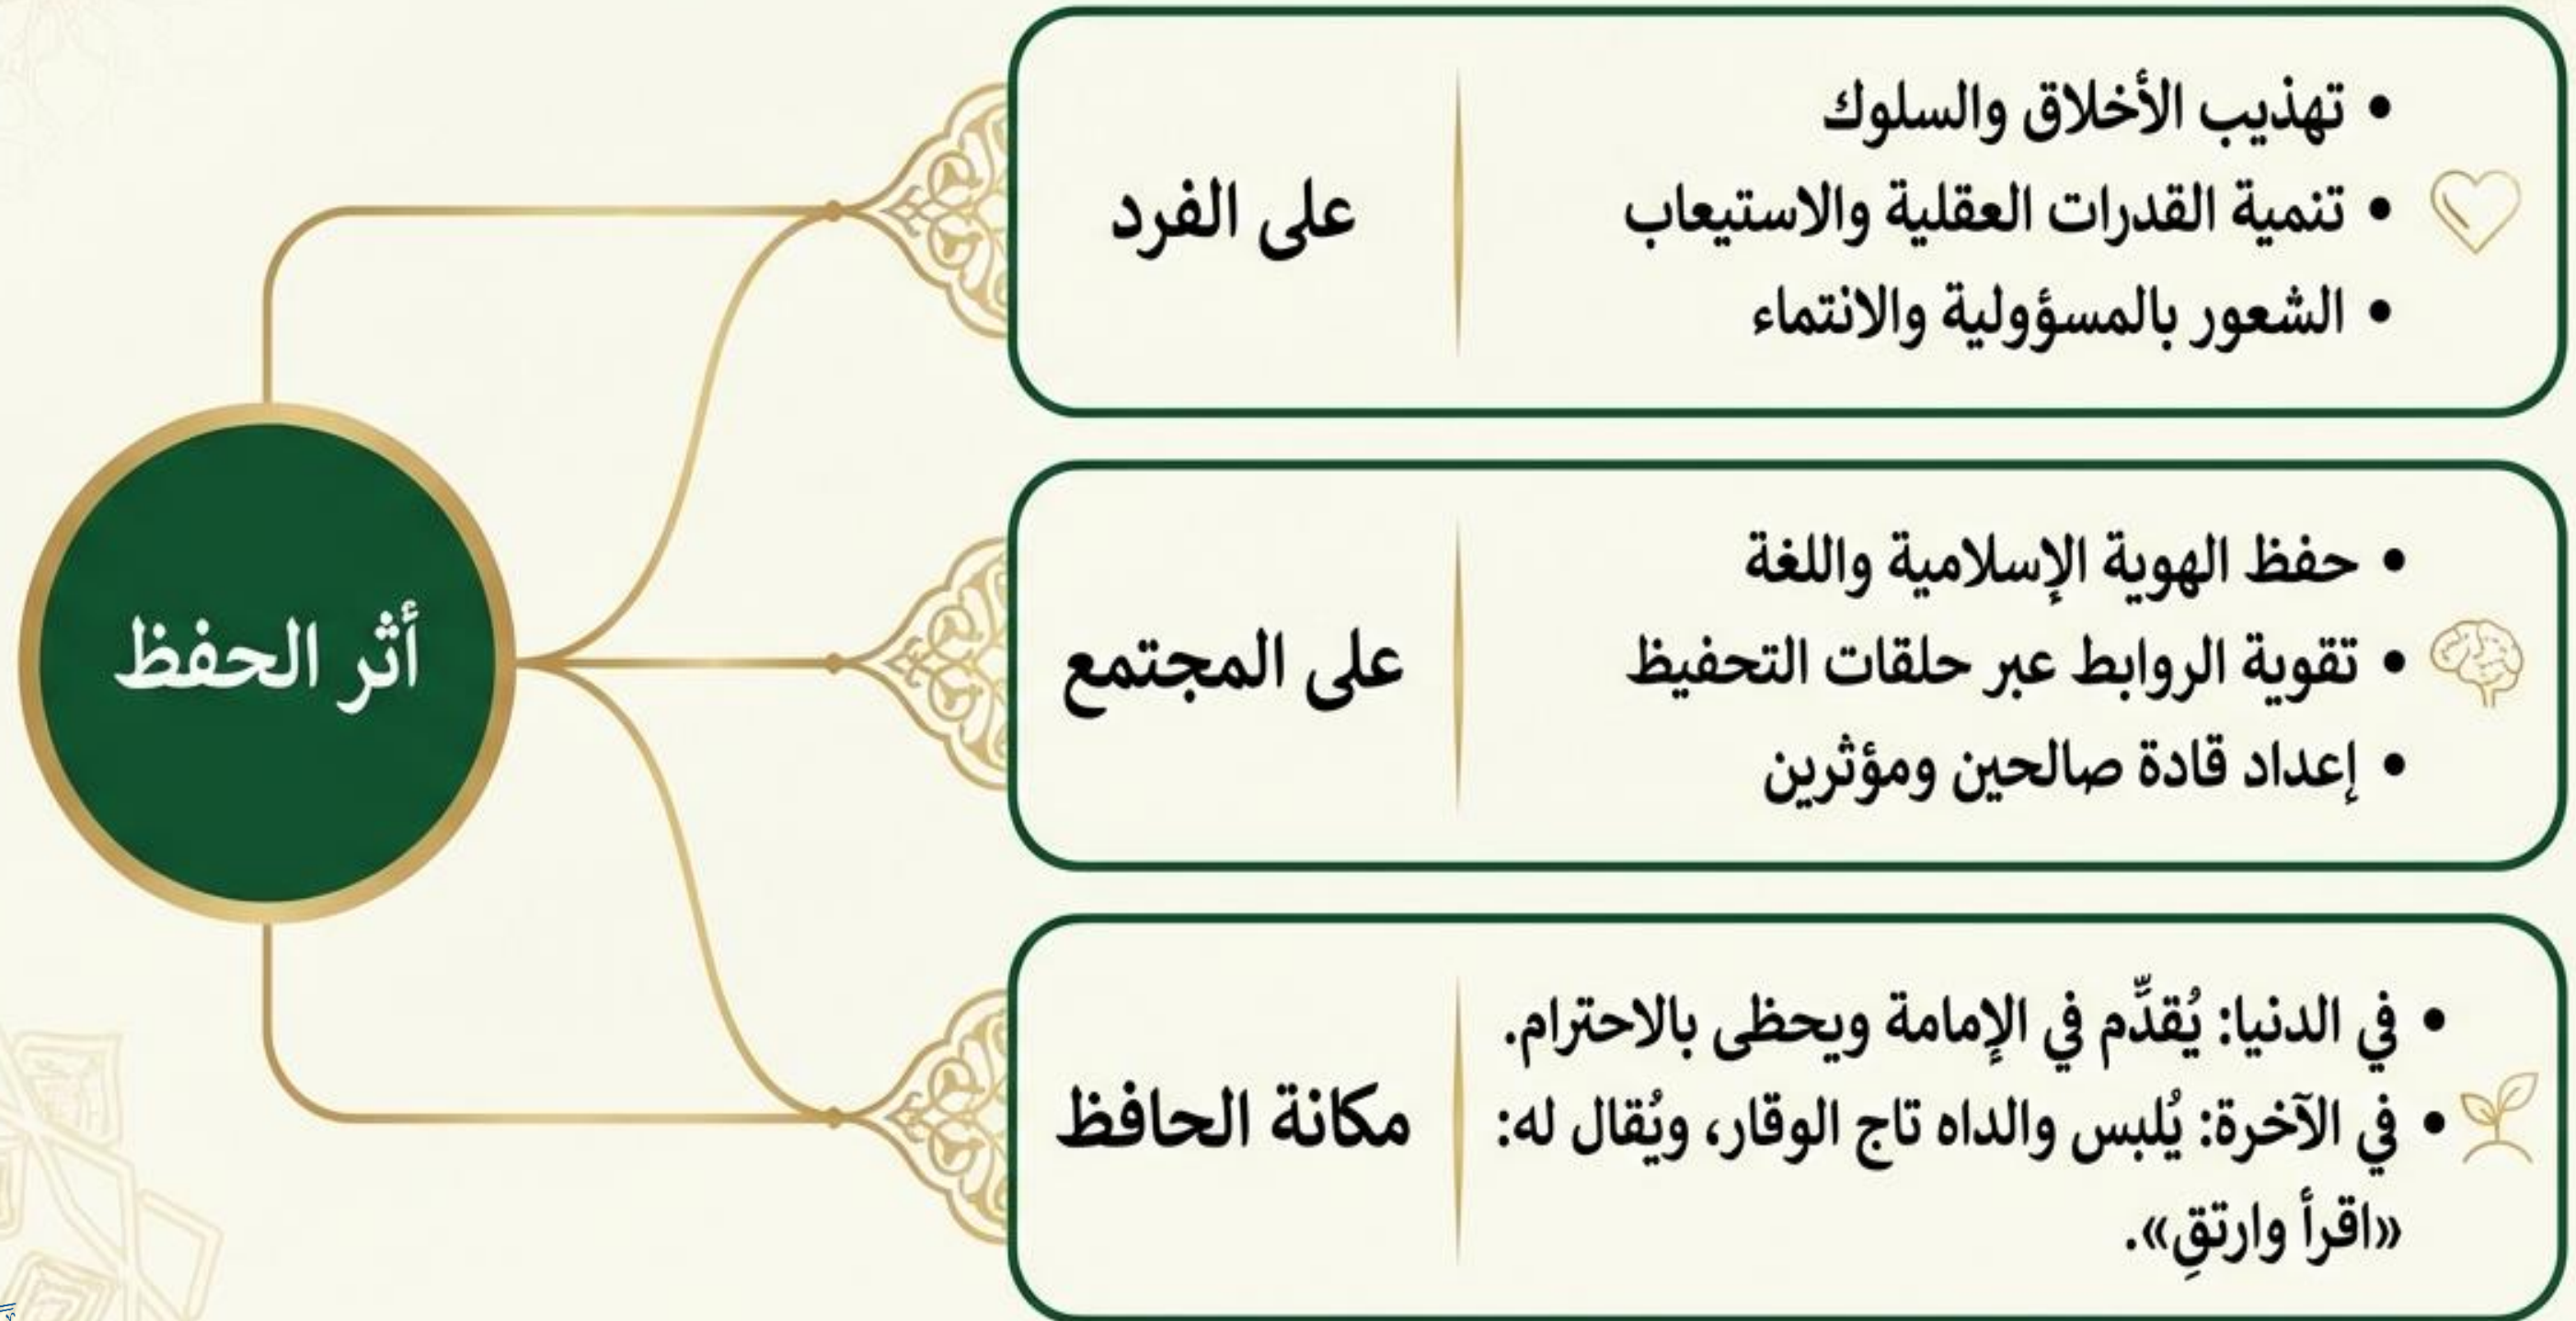 أثر الحفظ
على الفرد
• تهذيب الأخلاق والسلوك
• تنمية القدرات العقلية والاستيعاب
• الشعور بالمسؤولية والانتماء
على المجتمع
• حفظ الهوية الإسلامية واللغة
• تقوية الروابط عبر حلقات التحفيظ
• إعداد قادة صالحين ومؤثرين
مكانة الحافظ
• في الدنيا: يُقدَّم في الإمامة ويحظى بالاحترام.
• في الآخرة: يُلبس والداه تاج الوقار، ويُقال له:
«اقرأ وارتقِ».